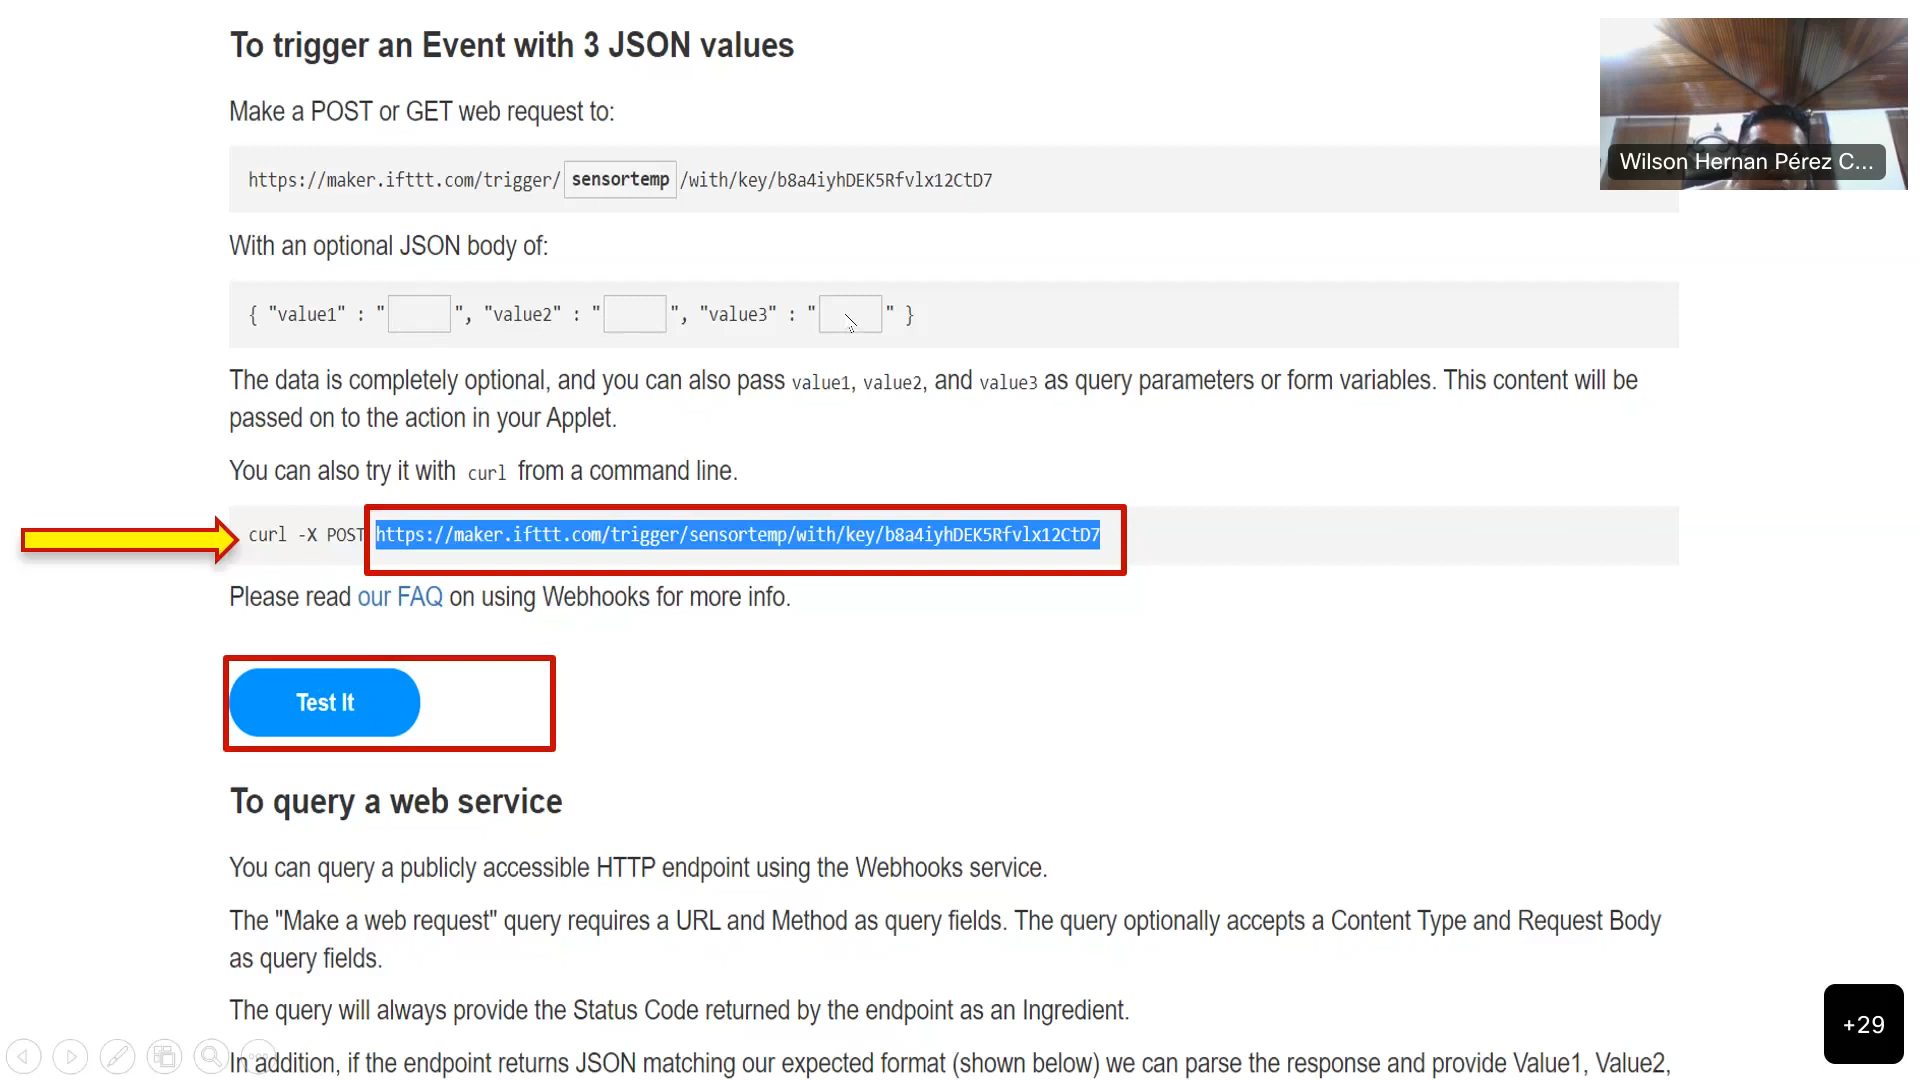 To trigger an Event with 3 JSON values
Make a POST or GET web request to:
https://maker.ifttt.com/trigger/ sensortemp /with/key/b8a4iyhDEK5Rfvlx12CtD7
Wilson Hernan Pérez C...
With an optional JSON body of:
{ "value1" : " ", "value2" : " ", "value3" : " " }
The data is completely optional, and you can also pass value1, value2, and value3 as query parameters or form variables. This content will be
passed on to the action in your Applet.
You can also try it with curl from a command line.
curl -X POST https://maker.ifttt.com/trigger/sensortemp/with/key/b8a4iyhDEK5Rfvlx12CtD7
Please read our FAQ on using Webhooks for more info.
Test It
To query a web service
You can query a publicly accessible HTTP endpoint using the Webhooks service.
The "Make a web request" query requires a URL and Method as query fields. The query optionally accepts a Content Type and Request Body
as query fields.
The query will always provide the Status Code returned by the endpoint as an Ingredient.
+29
In addition, if the endpoint returns JSON matching our expected format (shown below) we can parse the response and provide Value1, Value2,